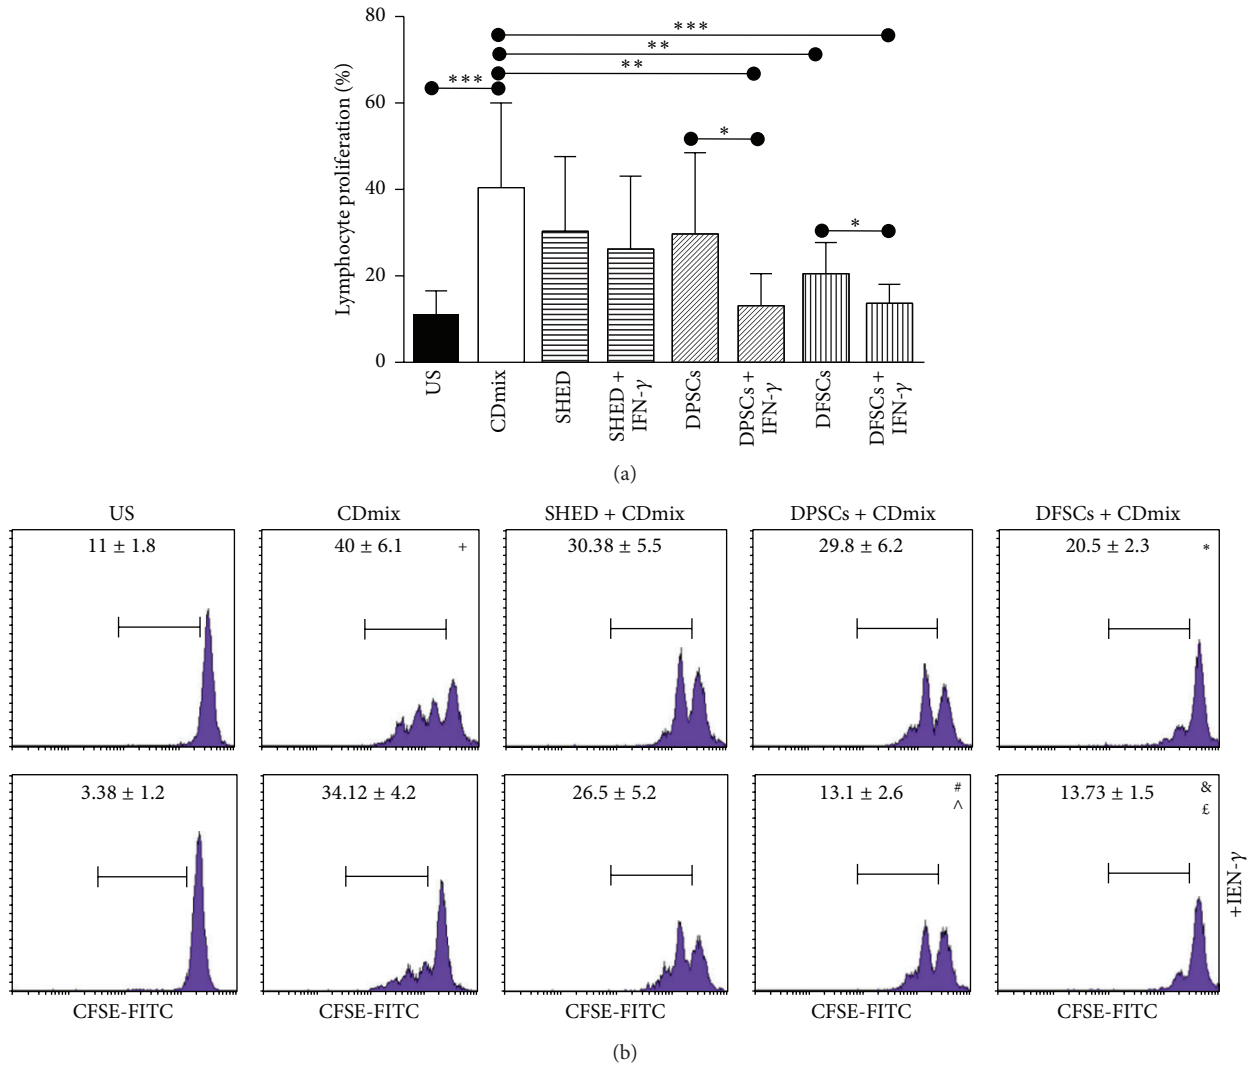 80
60
40
20
0
Lymphocyte proliferation (%)
***
**
**
***
*
*
US
CDmix
SHED
SHED +
IFN-γ
DPSCs
DPSCs +
IFN-γ
DFSCs
DFSCs +
IFN-γ
(a)
US
CDmix
SHED + CDmix
DPSCs + CDmix
DFSCs + CDmix
11 ± 1.8
40 ± 6.1 +
30.38 ± 5.5
29.8 ± 6.2
20.5 ± 2.3 *
3.38 ± 1.2
34.12 ± 4.2
26.5 ± 5.2
13.1 ± 2.6 #
^
13.73 ± 1.5 &
£
+IEN-γ
CFSE-FITC
CFSE-FITC
CFSE-FITC
CFSE-FITC
CFSE-FITC
(b)